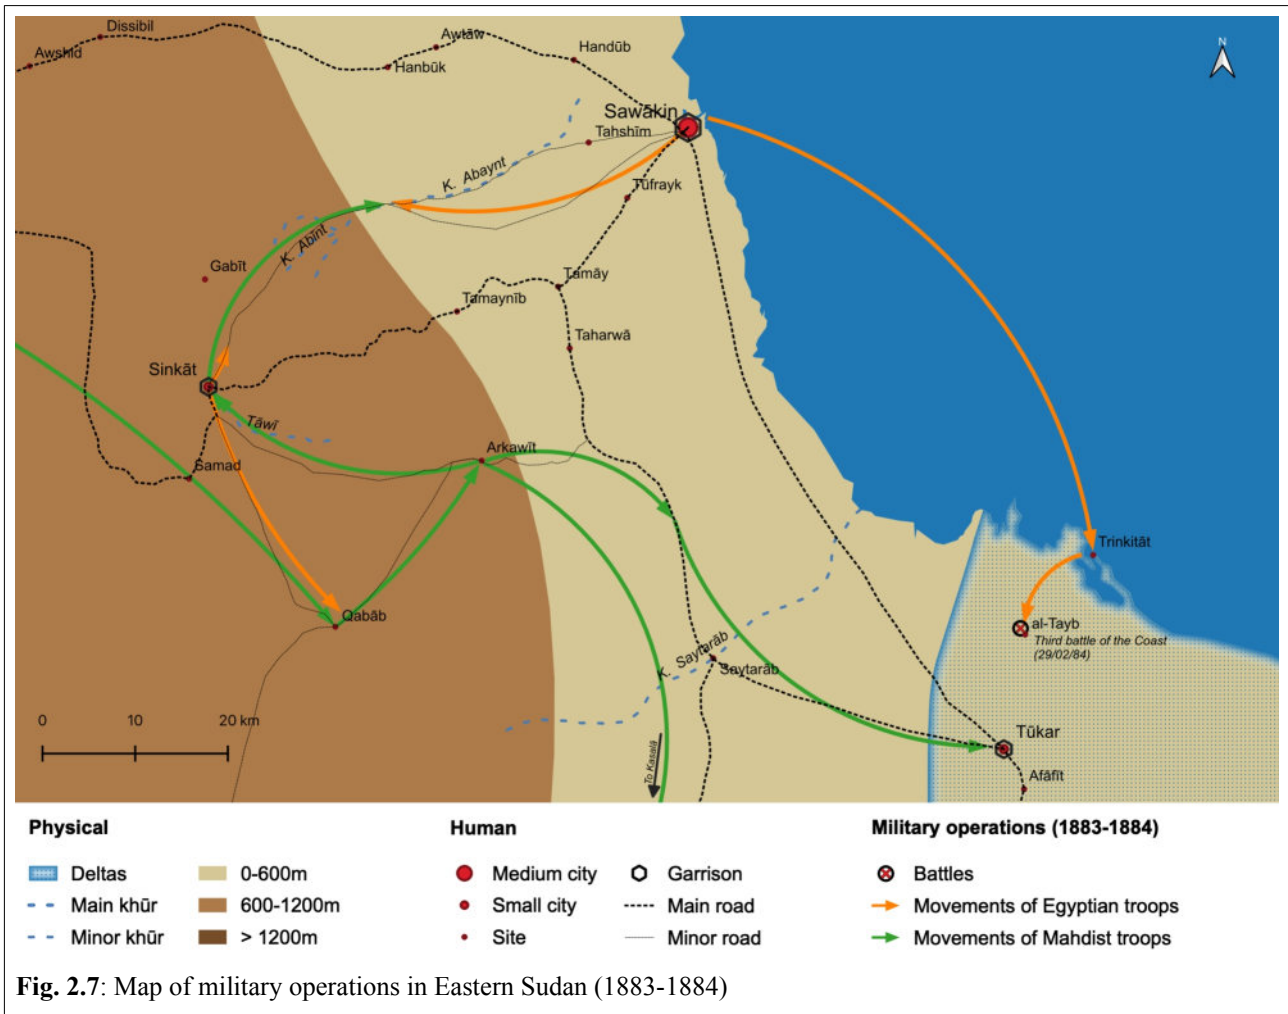 Dissibil
Awshid
Awtāw
Hanbūk
Handūb
N
Sawākin
Tahshīm
K. Abaynt
Tūfrayk
K. Abīnt
Gabīt
Tamāy
Tamaynīb
Taharwā
Sinkāt
Tāwī
Arkawīt
Samad
Trinkitāt
Qabāb
al-Tayb
Third battle of the Coast
(29/02/84)
K. Saytarāb
Saytarāb
0 10 20 km
Tūkar
To Kasalā
Afāfīt
Physical
Deltas
Main khūr
Minor khūr
0-600m
600-1200m
> 1200m
Human
Medium city
Small city
Site
Garrison
Main road
Minor road
Military operations (1883-1884)
Battles
Movements of Egyptian troops
Movements of Mahdist troops
Fig. 2.7: Map of military operations in Eastern Sudan (1883-1884)